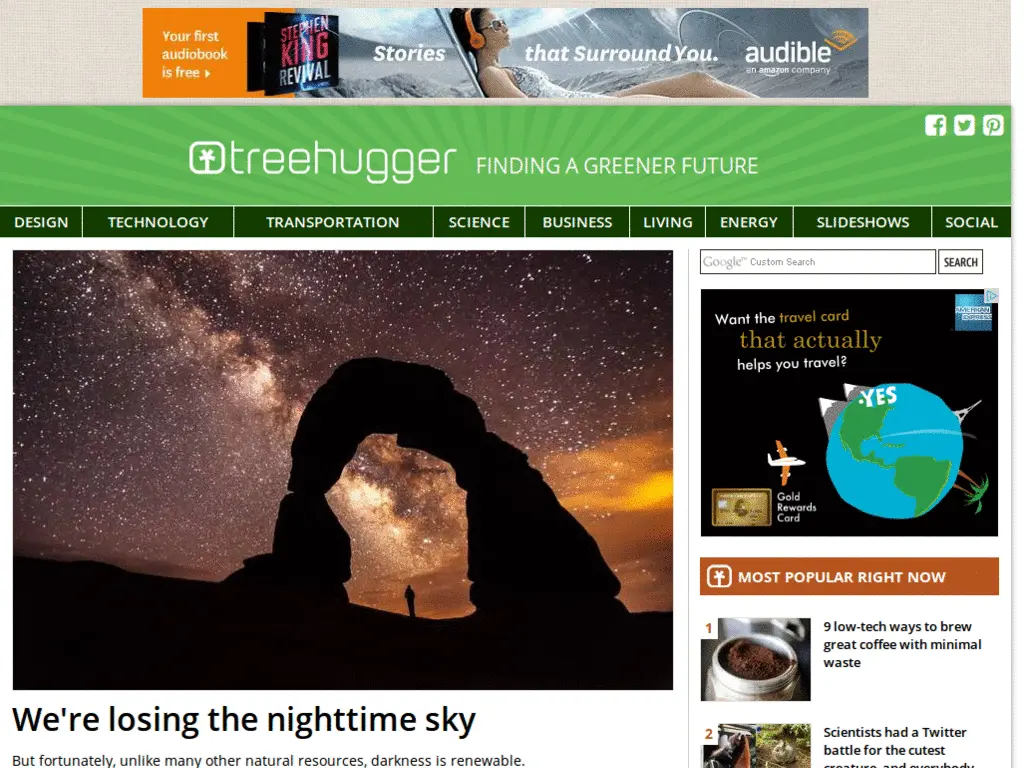 Your first
audiobook
is free
STEPHEN
KING
REVIVAL
Stories that Surround You.
audible
an amazon company
treehugger FINDING A GREENER FUTURE
DESIGN TECHNOLOGY TRANSPORTATION SCIENCE BUSINESS LIVING ENERGY SLIDESHOWS SOCIAL
Google™ Custom Search SEARCH
Want the travel card
that actually
helps you travel?
AMERICAN
EXPRESS
YES
Gold
Rewards
Card
MOST POPULAR RIGHT NOW
1 9 low-tech ways to brew
great coffee with minimal
waste
2 Scientists had a Twitter
battle for the cutest
creature, and everybody
We're losing the nighttime sky
But fortunately, unlike many other natural resources, darkness is renewable.